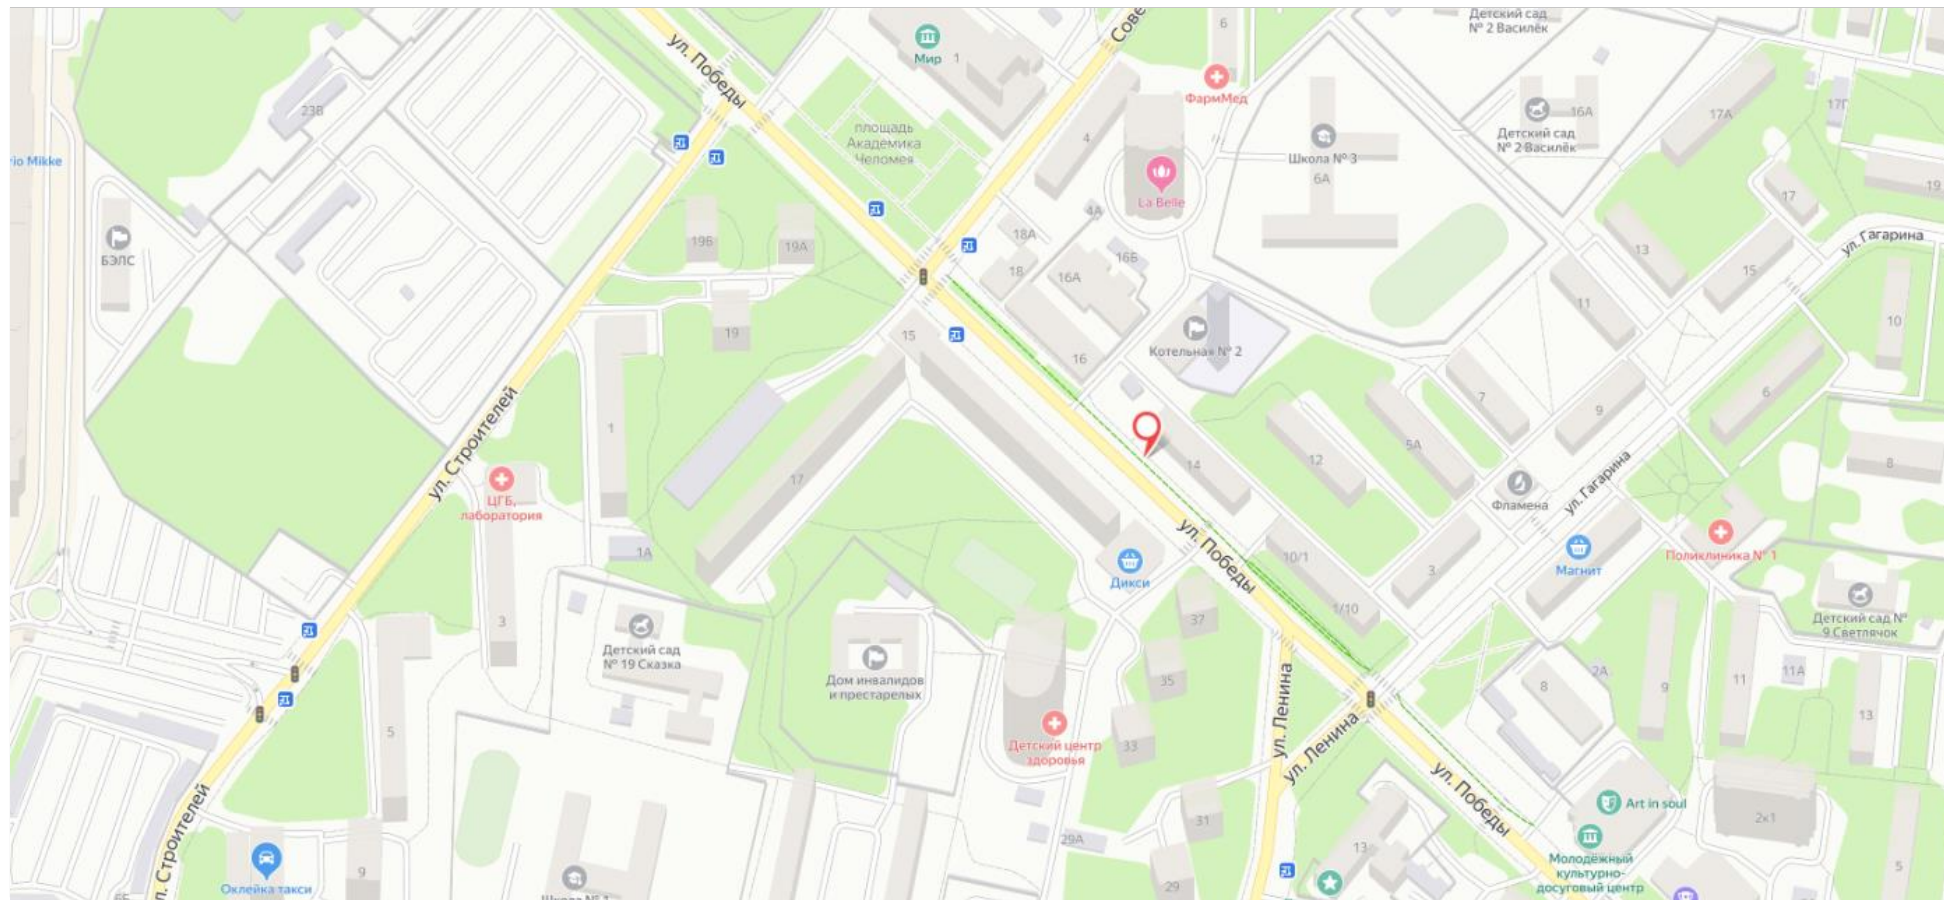 ул. Победы
Мир
1
Сове
6
ФармМед
Детский сад
№ 2 Василёк
23В
площадь
Академика
Челомея
4
La Belle
Школа № 3
6А
16А
Детский сад
№ 2 Василёк
17А
17Г
19
17
rio Mikke
БЭЛС
19Б
19А
4А
18А
18
16А
16Б
13
15
ул. Гагарина
11
10
19
15
16
Котельная № 2
7
9
6
1
ул. Строителей
17
14
12
5А
8
ЦГБ,
лаборатория
Фламена
ул. Гагарина
1А
Дикси
ул. Победы
10/1
3
Магнит
Поликлиника № 1
1/10
37
Детский сад №
9 Светлячок
3
Детский сад
№ 19 Сказка
Дом инвалидов
и престарелых
35
ул. Ленина
8
2А
9
11
11А
5
13
33
Детский центр
здоровья
ул. Ленина
ул. Победы
31
Art in soul
2к1
29А
13
Молодёжный
культурно-
досуговый центр
5
ул. Строителей
Оклейка такси
9
Школа № 1
29